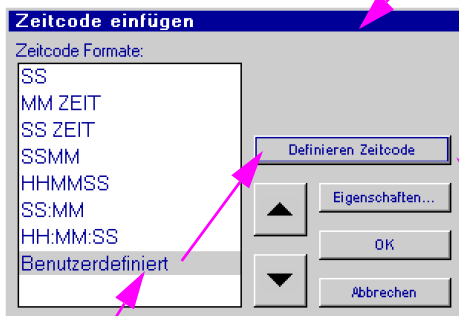 Zeitcode einfügen
Zeitcode Formate:
SS
MM ZEIT
SS ZEIT
SSMM
HHMMSS
SS:MM
HH:MM:SS
Benutzerdefiniert
Definieren Zeitcode
Eigenschaften...
OK
Abbrechen